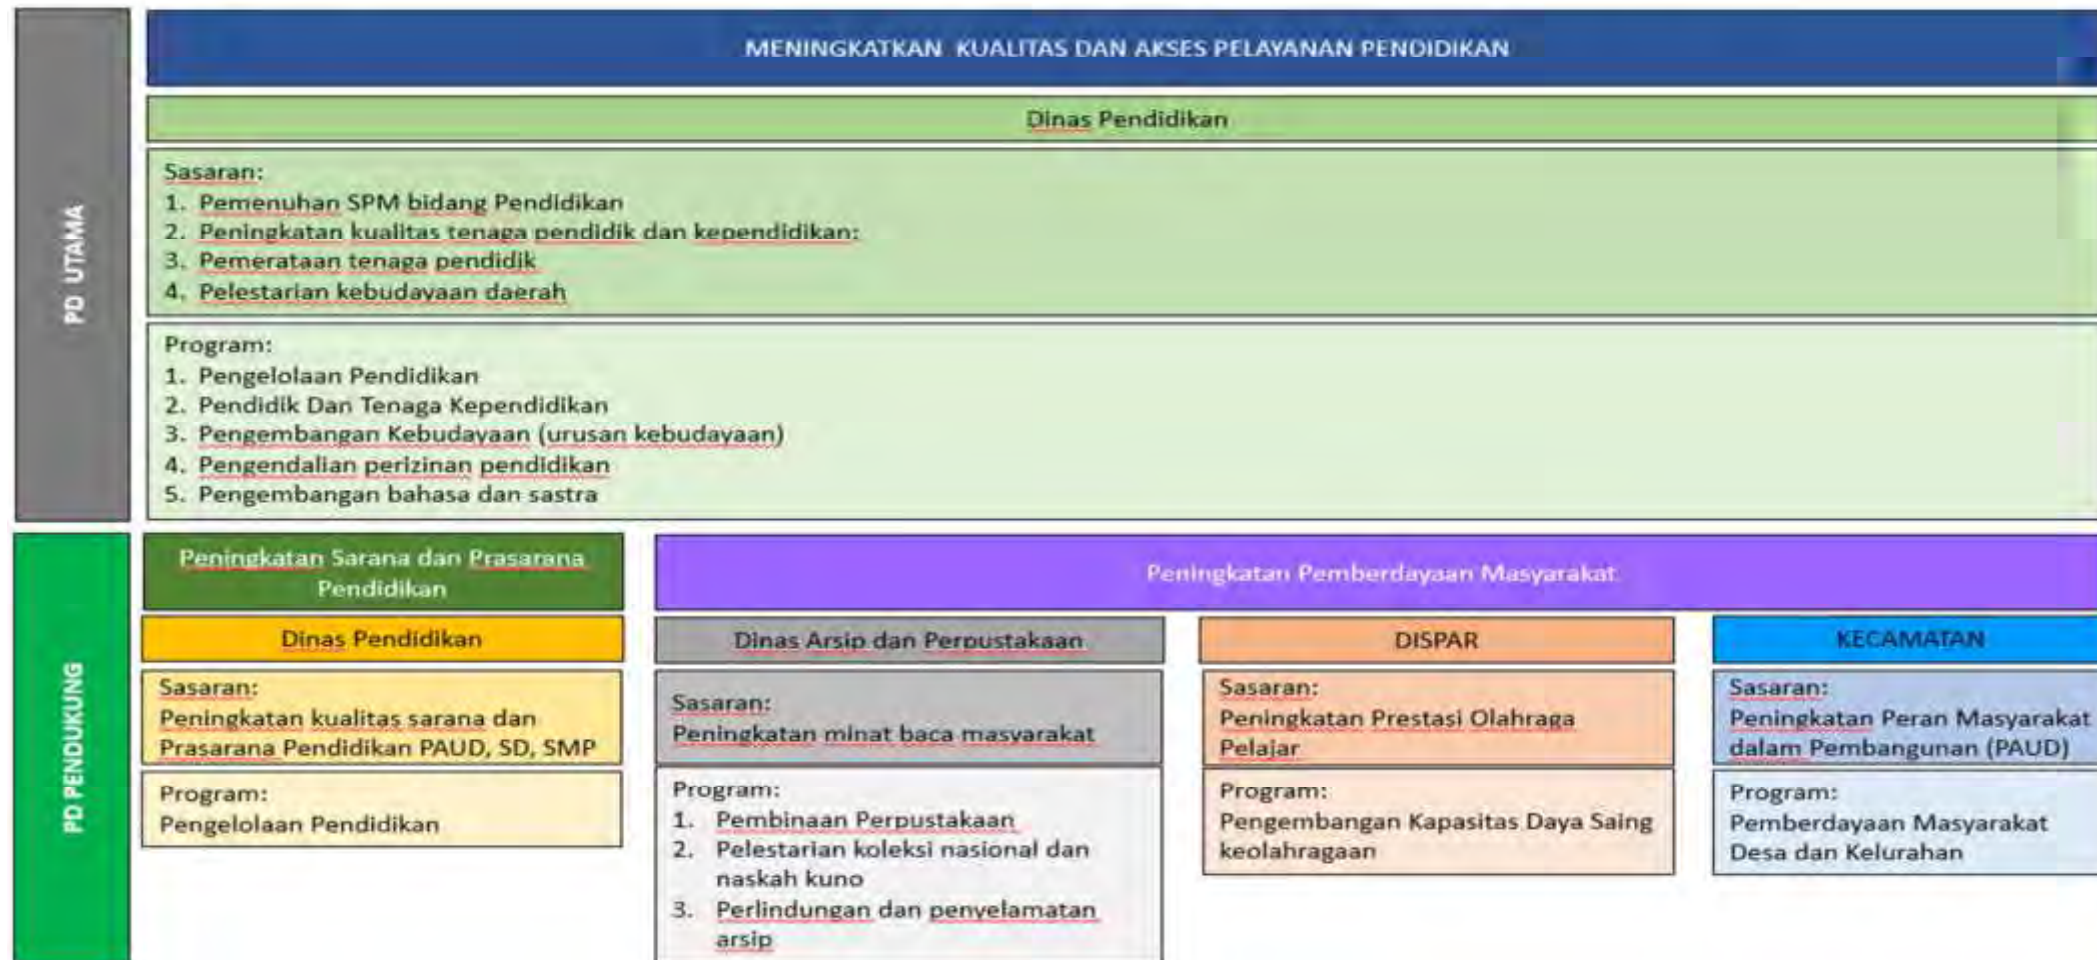 MENINGKATKAN KUALITAS DAN AKSES PELAYANAN PENDIDIKAN
PD UTAMA
Dinas Pendidikan
Sasaran:
1. Pemenuhan SPM bidang Pendidikan
2. Peningkatan kualitas tenaga pendidik dan kependidikan:
3. Pemerataan tenaga pendidik
4. Pelestarian kebudayaan daerah
Program:
1. Pengelolaan Pendidikan
2. Pendidik Dan Tenaga Kependidikan
3. Pengembangan Kebudayaan (urusan kebudayaan)
4. Pengendalian perizinan pendidikan
5. Pengembangan bahasa dan sastra
PD PENDUKUNG
Peningkatan Sarana dan Prasarana
Pendidikan
Dinas Pendidikan
Sasaran:
Peningkatan kualitas sarana dan
Prasarana Pendidikan PAUD, SD, SMP
Program:
Pengelolaan Pendidikan
Peningkatan Pemberdayaan Masyarakat
Dinas Arsip dan Perpustakaan
Sasaran:
Peningkatan minat baca masyarakat
Program:
1. Pembinaan Perpustakaan
2. Pelestarian koleksi nasional dan
naskah kuno
3. Perlindungan dan penyelamatan
arsip
DISPAR
Sasaran:
Peningkatan Prestasi Olahraga
Pelajar
Program:
Pengembangan Kapasitas Daya Saing
keolahragaan
KECAMATAN
Sasaran:
Peningkatan Peran Masyarakat
dalam Pembangunan (PAUD)
Program:
Pemberdayaan Masyarakat
Desa dan Kelurahan